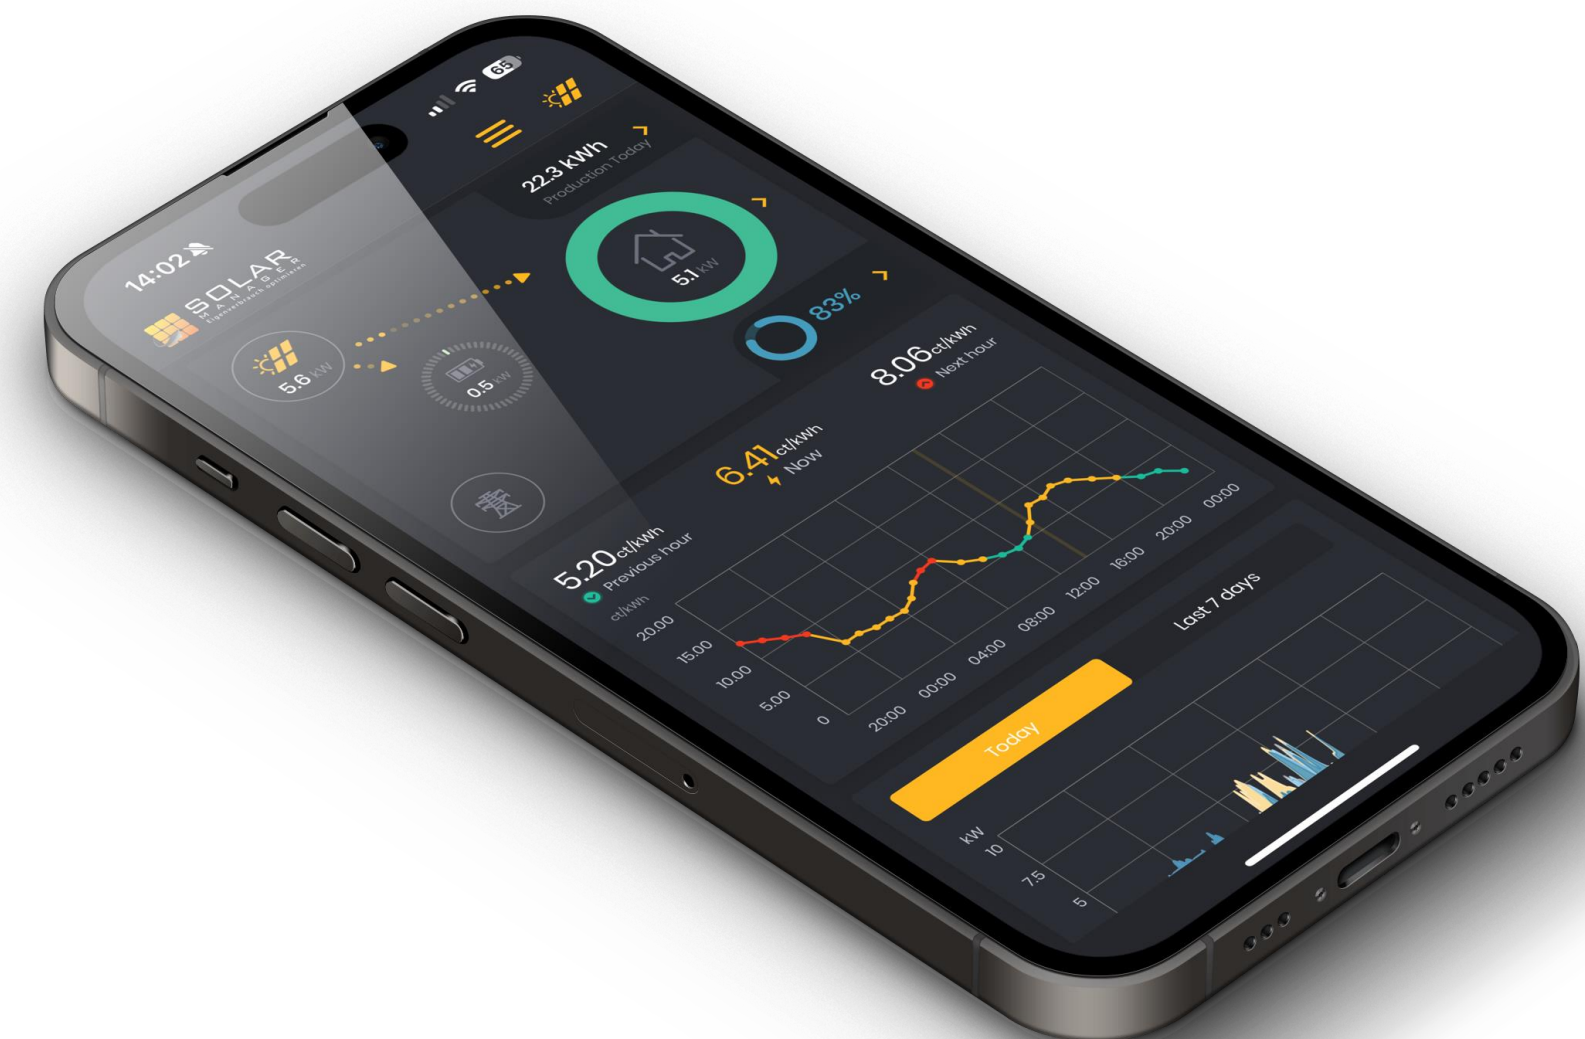 14:02
65
SOLAR
MANAGER
Eigenverbrauch optimieren
22.3 kWh
Production Today
5.6 kW
5.1 kW
0.5 kW
83%
5.20 ct/kWh
Previous hour
6.41 ct/kWh
Now
8.06 ct/kWh
Next hour
ct/kWh
20.00
15.00
10.00
5.00
0
20:00 00:00 04:00 08:00 12:00 16:00 20:00 00:00
Today
Last 7 days
kW
10
7.5
5